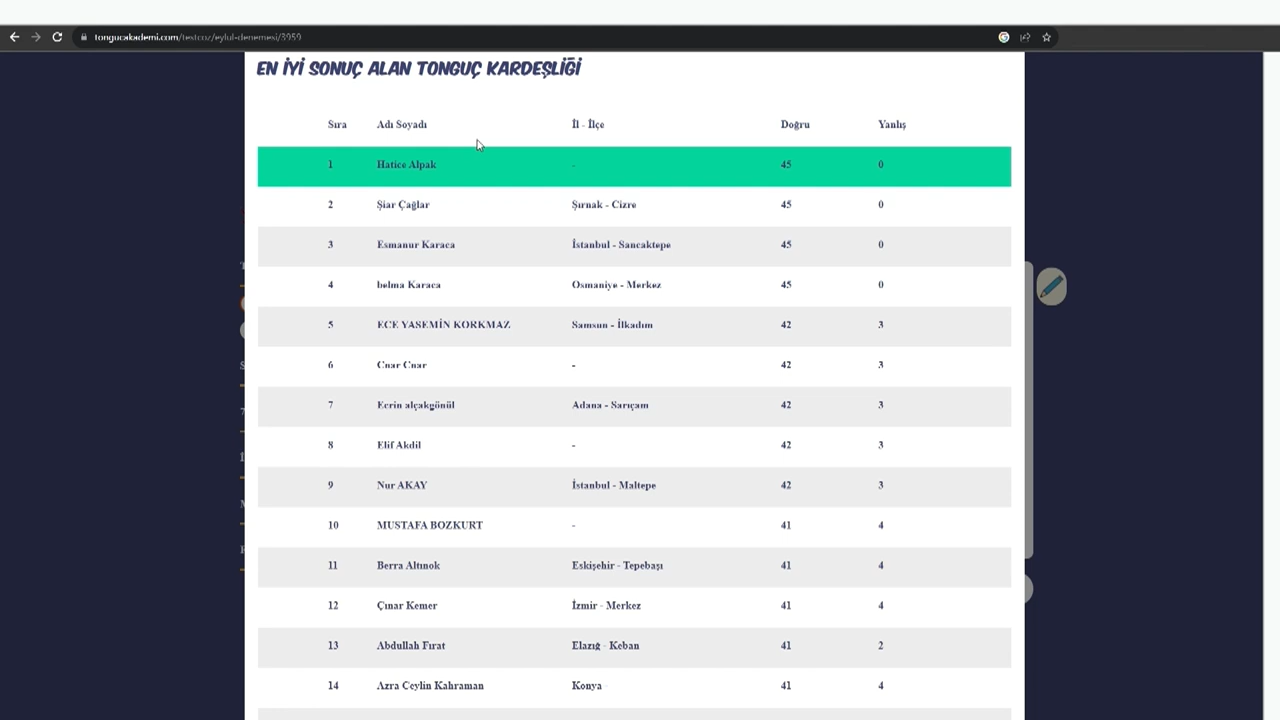 tongucakademi.com/testcoz/eylul-denemesi/3959
EN İYİ SONUÇ ALAN TONGUÇ KARDEŞLİĞİ
Sıra Adı Soyadı İl - İlçe Doğru Yanlış
1 Hatice Alpak - 45 0
2 Şiar Çağlar Şırnak - Cizre 45 0
3 Esmanur Karaca İstanbul - Sancaktepe 45 0
4 belma Karaca Osmaniye - Merkez 45 0
5 ECE YASEMİN KORKMAZ Samsun - İlkadım 42 3
6 Cnar Cnar - 42 3
7 Ecrin alçakgönül Adana - Sarıçam 42 3
8 Elif Akdil - 42 3
9 Nur AKAY İstanbul - Maltepe 42 3
10 MUSTAFA BOZKURT - 41 4
11 Berra Altınok Eskişehir - Tepebaşı 41 4
12 Çınar Kemer İzmir - Merkez 41 4
13 Abdullah Fırat Elazığ - Keban 41 2
14 Azra Ceylin Kahraman Konya 41 4